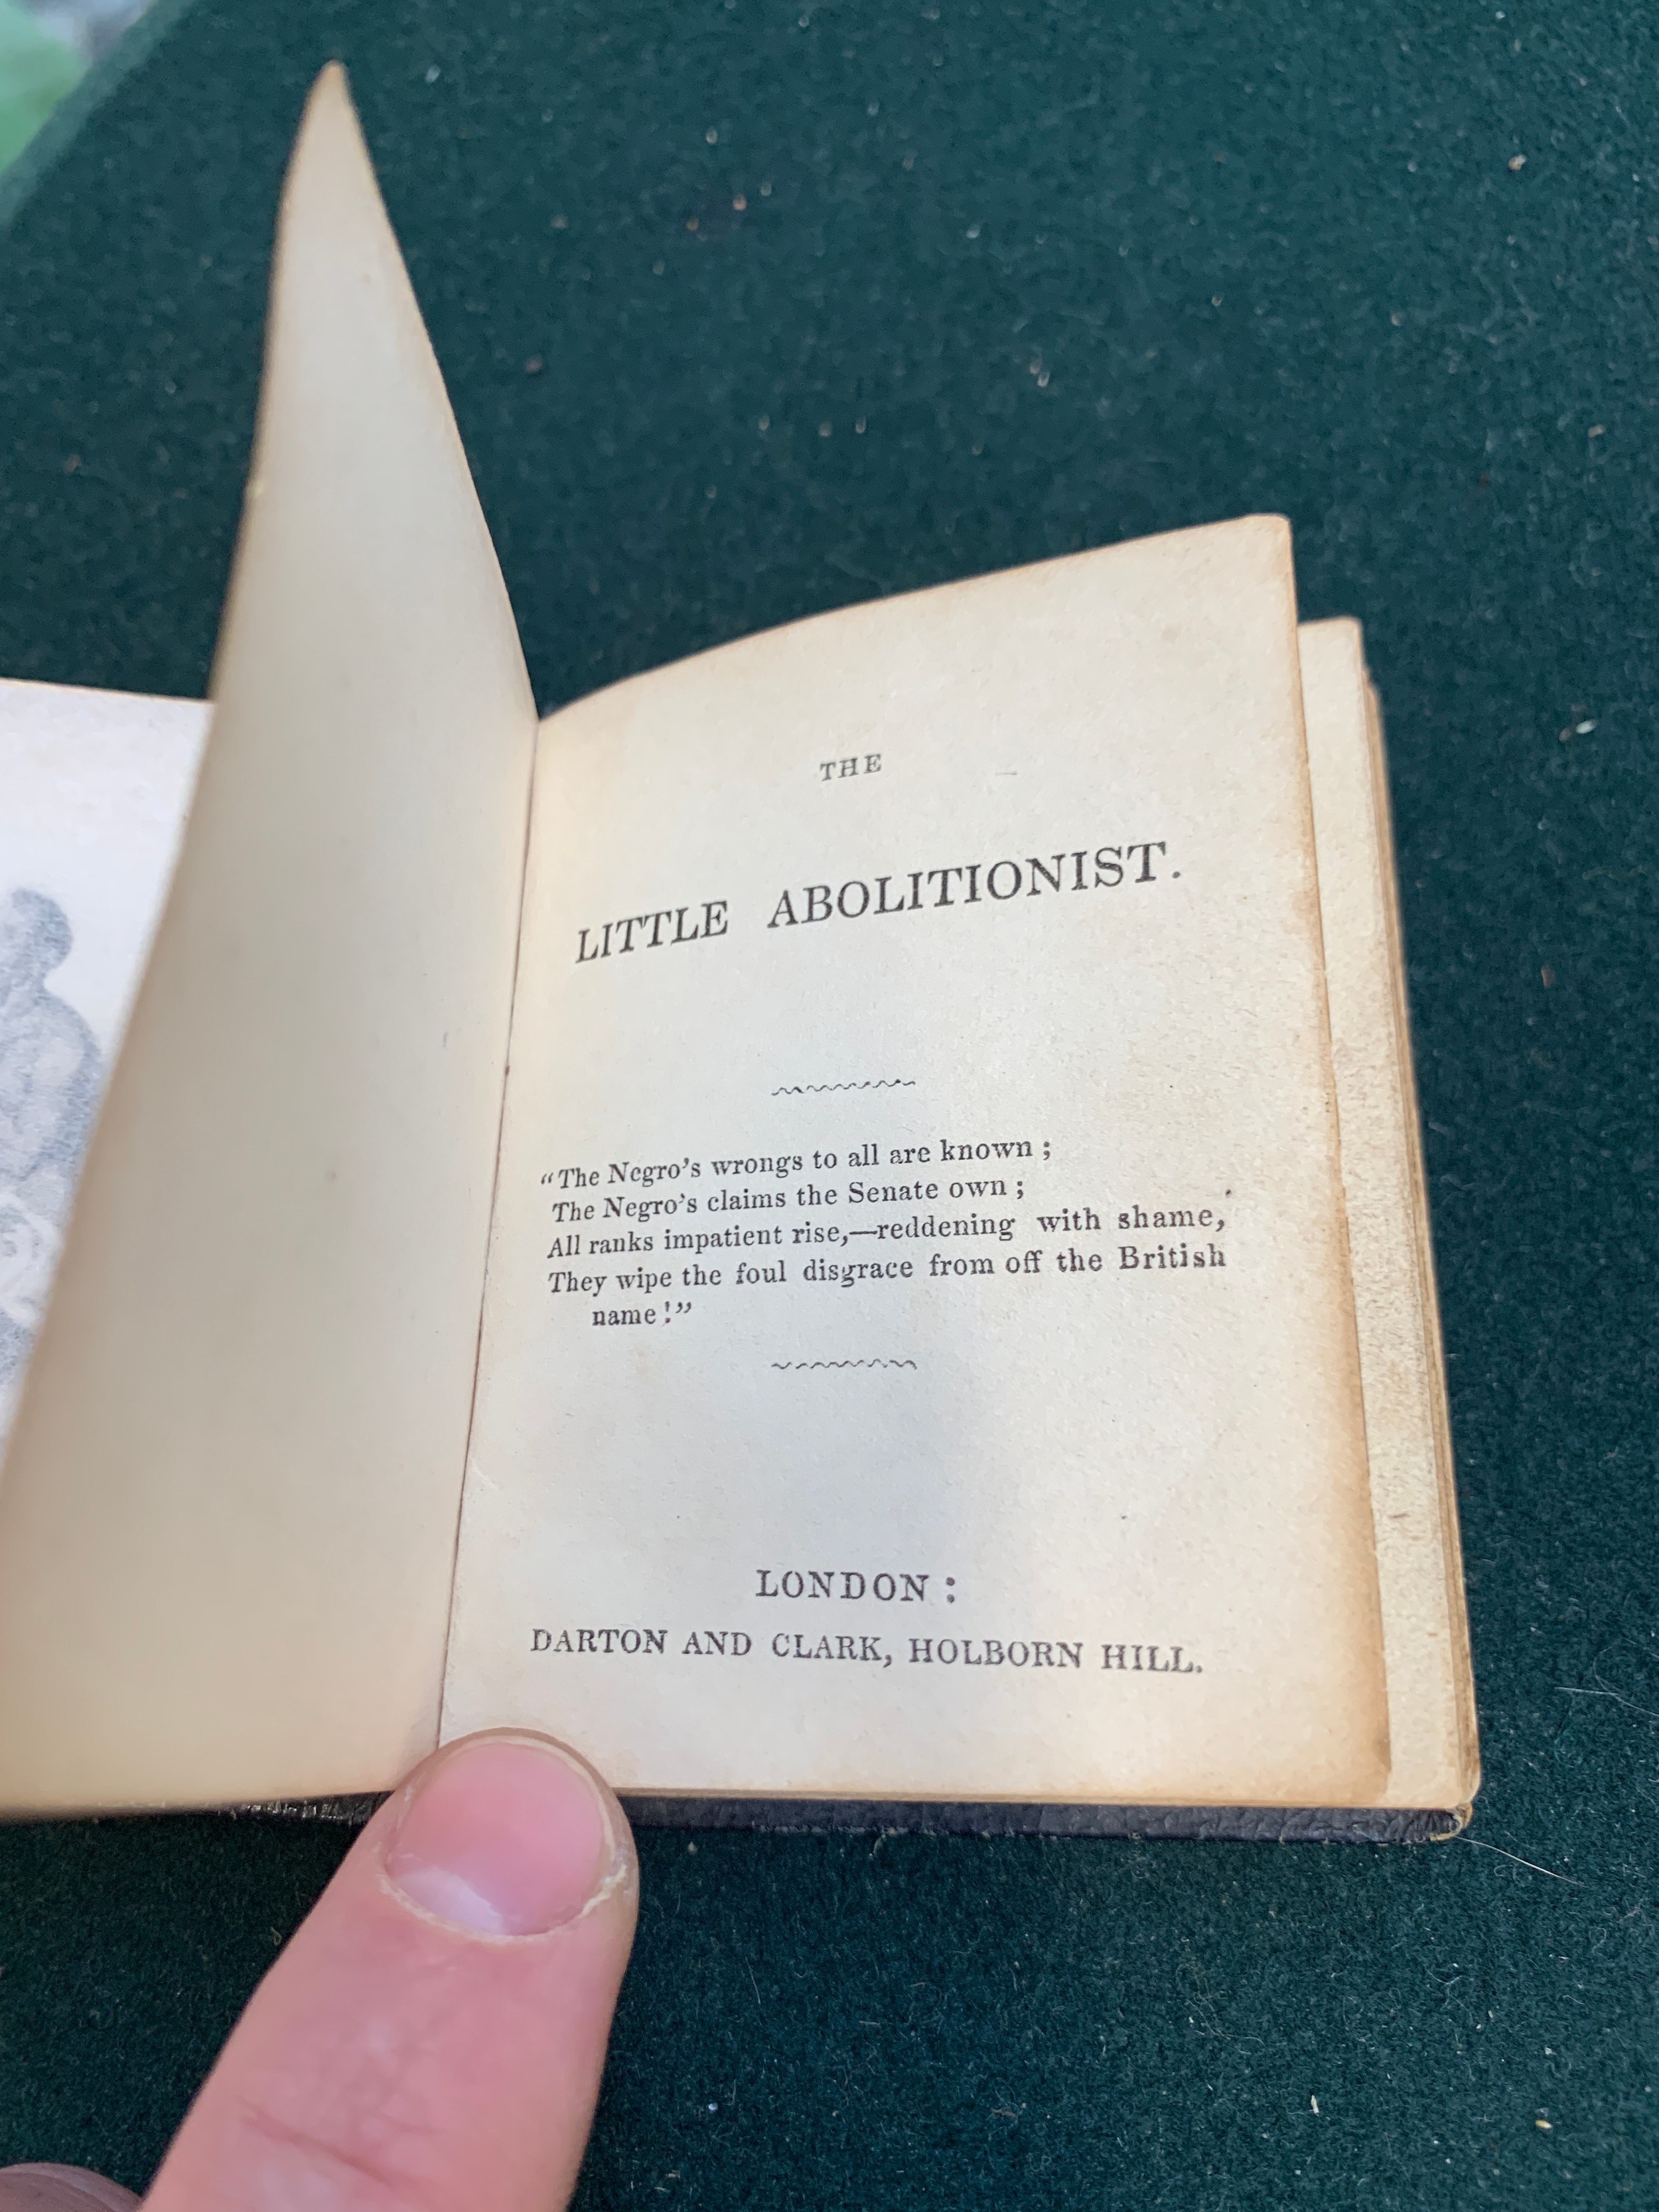 THE
LITTLE ABOLITIONIST.
“The Negro’s wrongs to all are known ;
The Negro’s claims the Senate own ;
All ranks impatient rise,—reddening with shame,
They wipe the foul disgrace from off the British
name !”
LONDON :
DARTON AND CLARK, HOLBORN HILL.